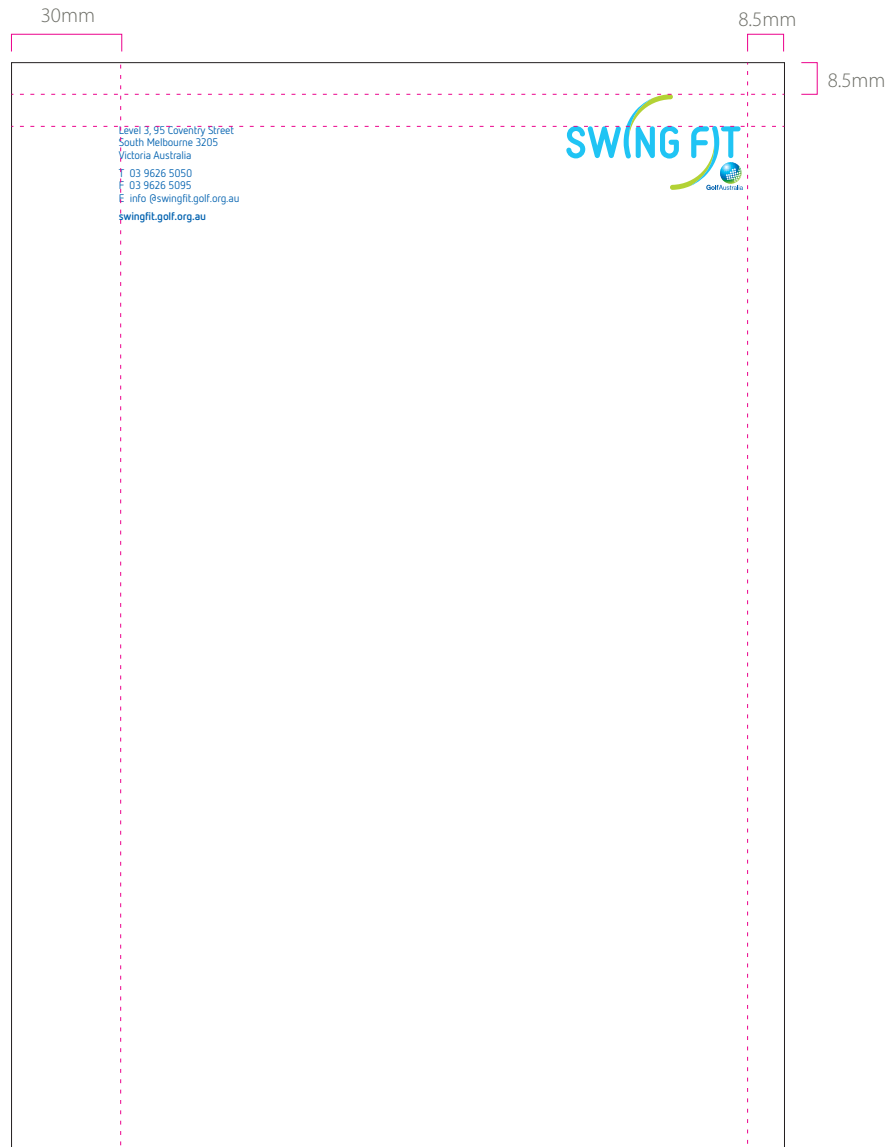 30mm
8.5mm
8.5mm
Level 3, 95 Coventry Street
South Melbourne 3205
Victoria Australia
T 03 9626 5050
F 03 9626 5095
E info @swingfit.golf.org.au
swingfit.golf.org.au
SWING FIT
GolfAustralia